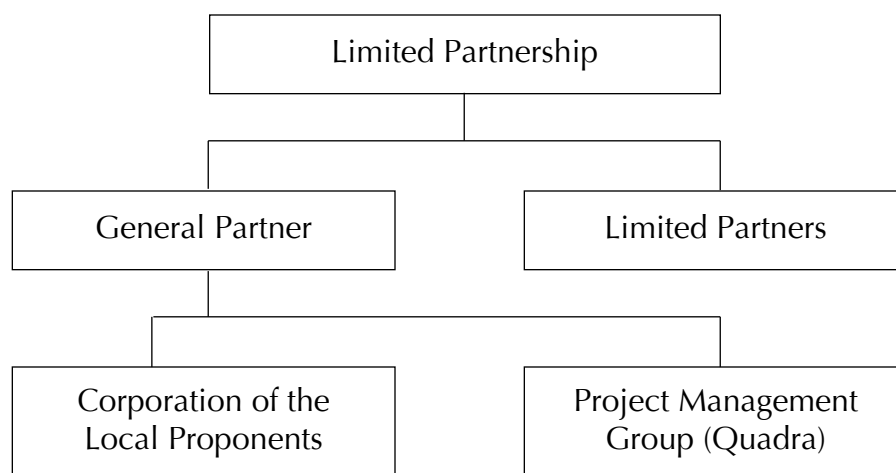 Limited Partnership
General Partner
Limited Partners
Corporation of the
Local Proponents
Project Management
Group (Quadra)